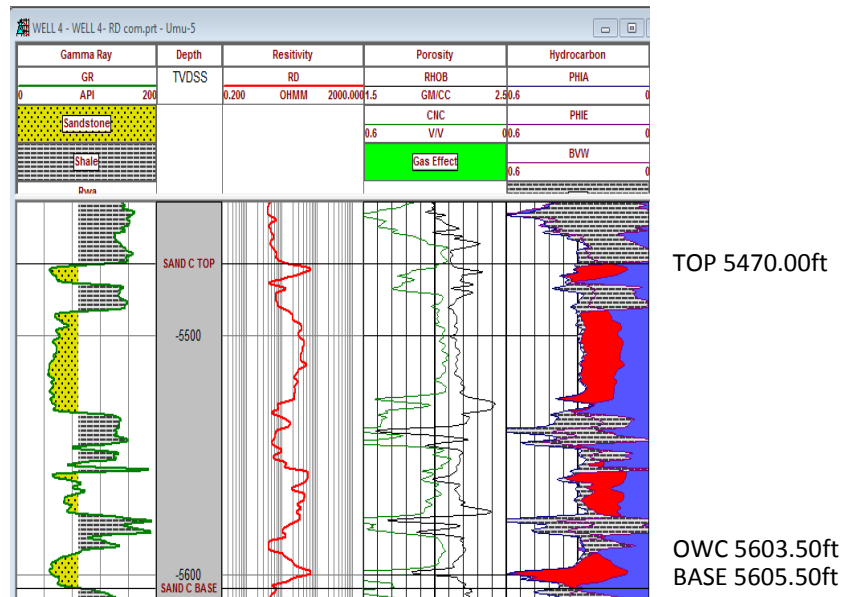 WELL 4 - WELL 4- RD com.prt - Umu-5
Gamma Ray Depth Resitivity Porosity Hydrocarbon
GR TVDSS RD RHOB PHIA
0 API 200 0.200 OHMM 2000.000 1.5 GM/CC 2.5 0.6 0
Sandstone CNC PHIE
0.6 V/V 0 0.6 0
Shale Gas Effect BVW
0.6 0
Rwa
SAND C TOP
TOP 5470.00ft
-5500
OWC 5603.50ft
-5600
BASE 5605.50ft
SAND C BASE